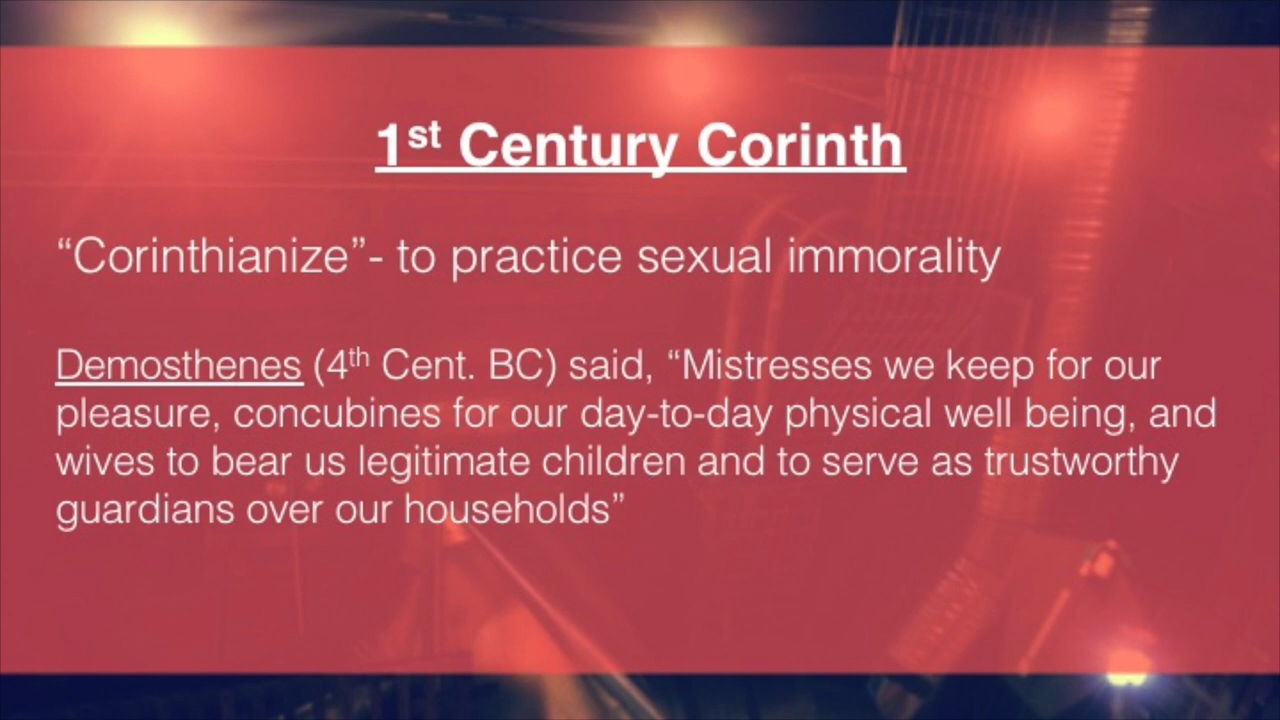 1st Century Corinth
“Corinthianize”- to practice sexual immorality
Demosthenes (4th Cent. BC) said, “Mistresses we keep for our
pleasure, concubines for our day-to-day physical well being, and
wives to bear us legitimate children and to serve as trustworthy
guardians over our households”